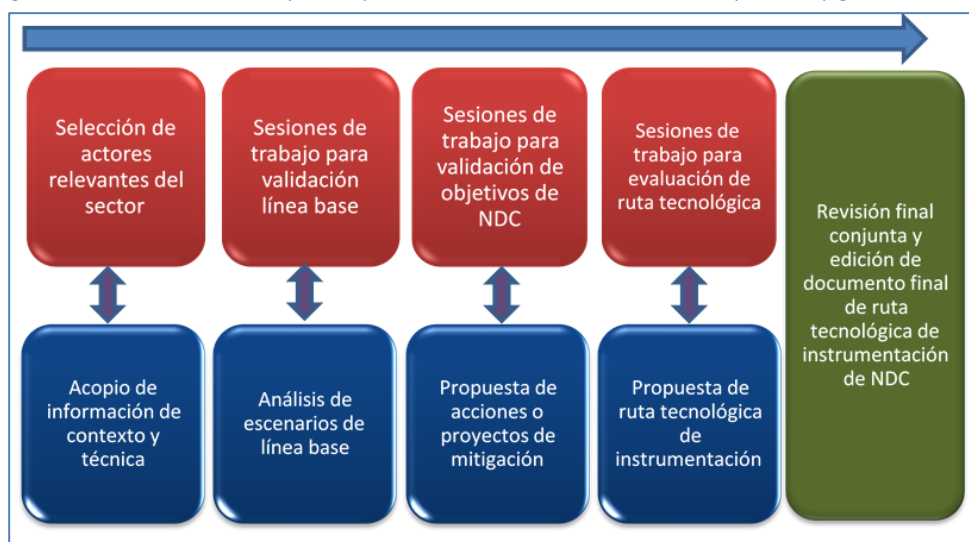 Selección de
actores
relevantes del
sector
Sesiones de
trabajo para
validación
línea base
Sesiones de
trabajo para
validación de
objetivos de
NDC
Sesiones de
trabajo para
evaluación de
ruta tecnológica
Revisión final
conjunta y
edición de
documento final
de ruta
tecnológica de
instrumentación
de NDC
Acopio de
información de
contexto y
técnica
Análisis de
escenarios de
línea base
Propuesta de
acciones o
proyectos de
mitigación
Propuesta de
ruta tecnológica
de
instrumentación